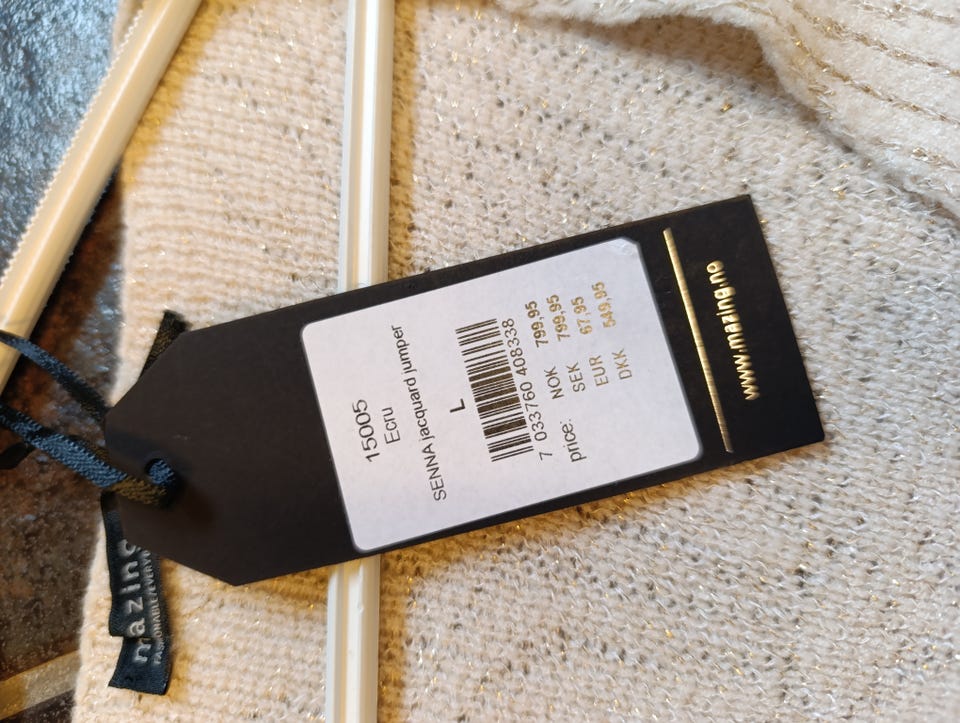 15005
Ecru
SENNA jacquard jumper
L
7 033760 408338
price: NOK 799,95
SEK 799,95
EUR 67,95
DKK 549,95
www.mazing.no
mazing